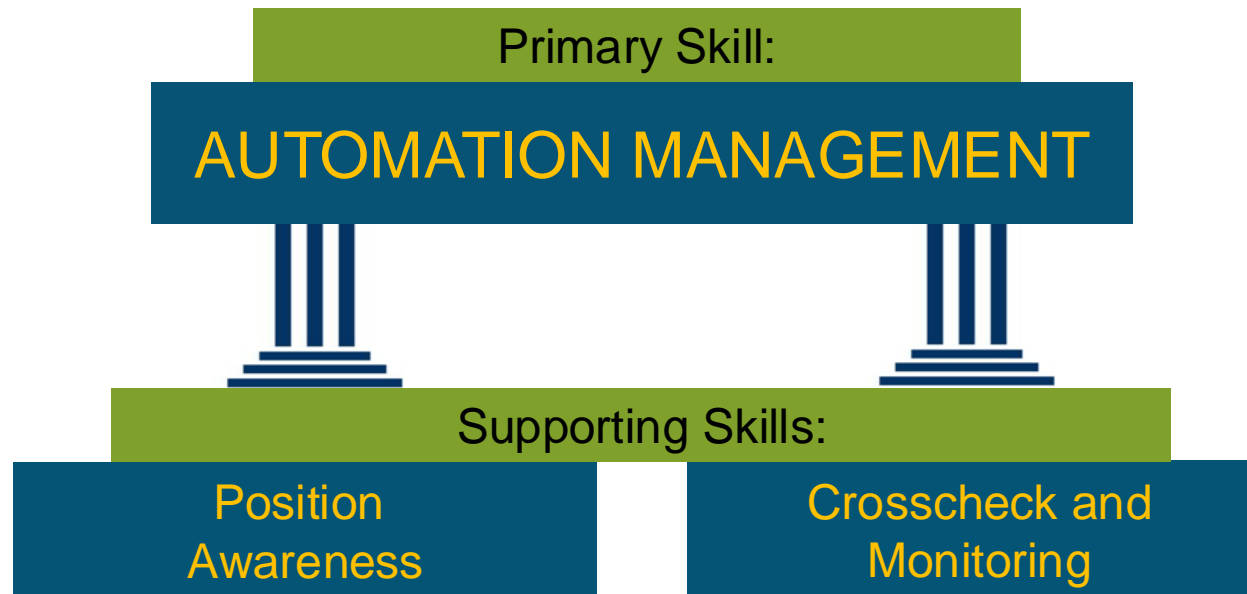 Primary Skill:
AUTOMATION MANAGEMENT
Supporting Skills:
Position
Awareness
Crosscheck and
Monitoring